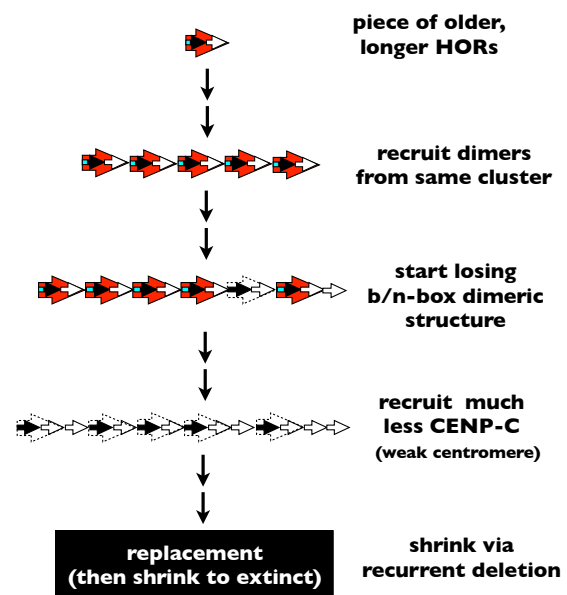 piece of older,
longer HORs
recruit dimers
from same cluster
start losing
b/n-box dimeric
structure
recruit much
less CENP-C
(weak centromere)
replacement
(then shrink to extinct)
shrink via
recurrent deletion